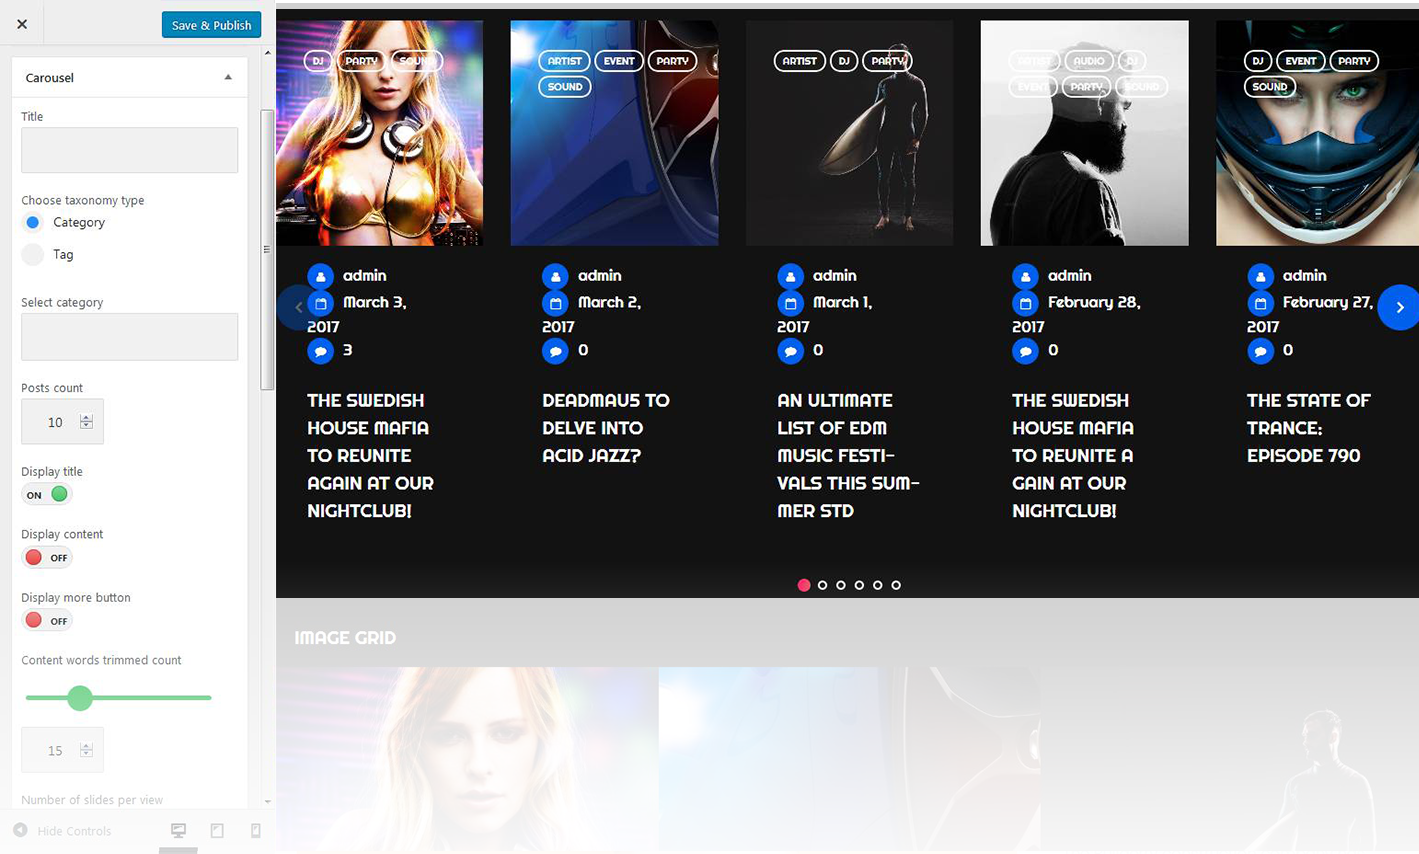 Save & Publish
Carousel
Title
Choose taxonomy type
Category
Tag
Select category
Posts count
10
Display title
ON
Display content
OFF
Display more button
OFF
Content words trimmed count
15
Number of slides per view
Hide Controls
DJ PARTY SOUND
admin
March 3,
2017
3
THE SWEDISH
HOUSE MAFIA
TO REUNITE
AGAIN AT OUR
NIGHTCLUB!
ARTIST EVENT PARTY
SOUND
admin
March 2,
2017
0
DEADMAU5 TO
DELVE INTO
ACID JAZZ?
ARTIST DJ PARTY
admin
March 1,
2017
0
AN ULTIMATE
LIST OF EDM
MUSIC FESTI-
VALS THIS SUM-
MER STD
ARTIST AUDIO DJ
EVENT PARTY SOUND
admin
February 28,
2017
0
THE SWEDISH
HOUSE MAFIA
TO REUNITE A
GAIN AT OUR
NIGHTCLUB!
DJ EVENT PARTY
SOUND
admin
February 27,
2017
0
THE STATE OF
TRANCE:
EPISODE 790
IMAGE GRID